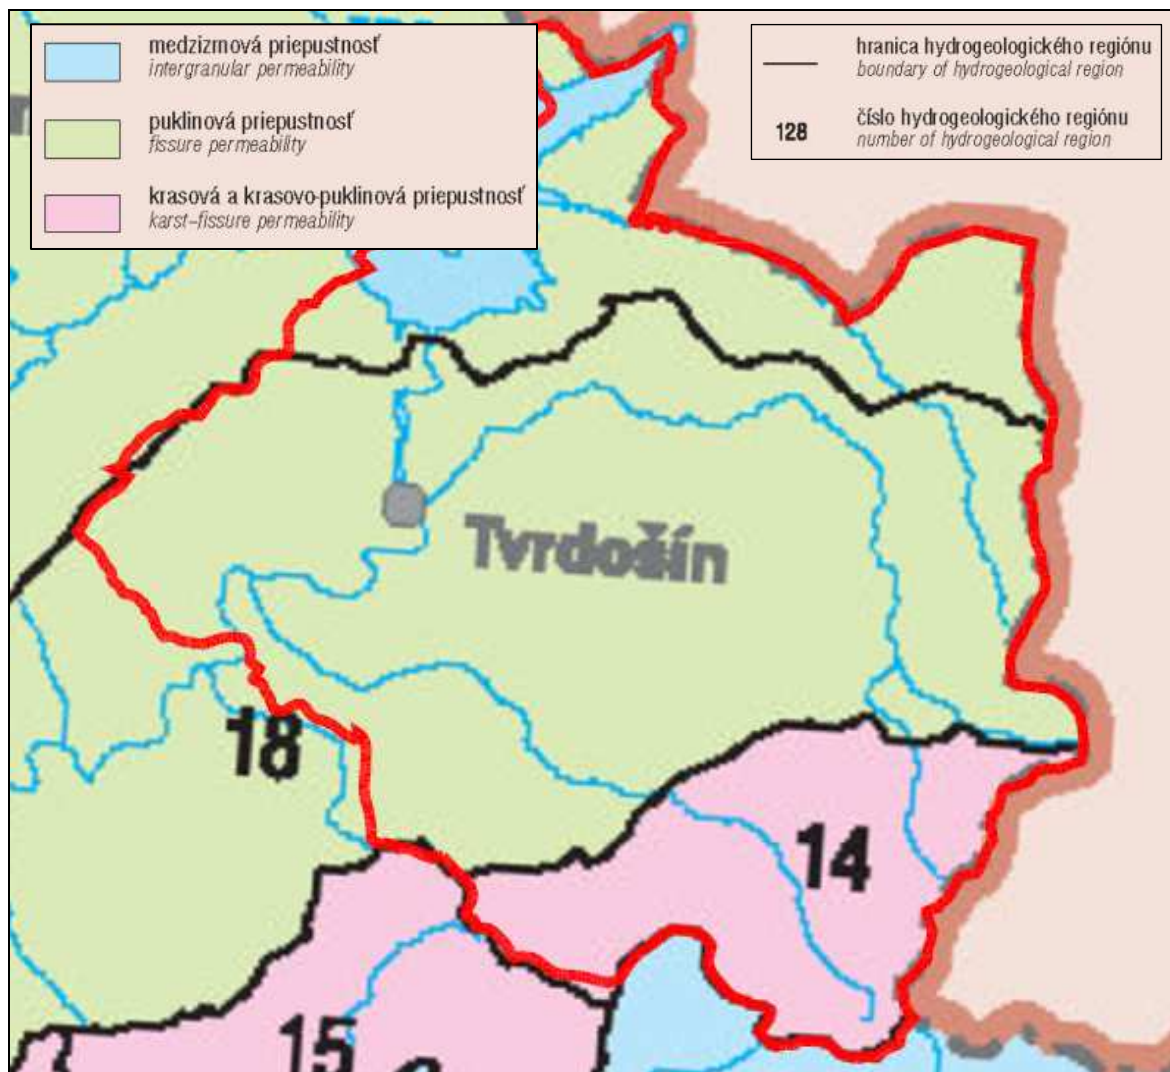 medzizrnová priepustnosť
intergranular permeability
puklinová priepustnosť
fissure permeability
krasová a krasovo-puklinová priepustnosť
karst-fissure permeability
hranica hydrogeologického regiónu
boundary of hydrogeological region
128
číslo hydrogeologického regiónu
number of hydrogeological region
Tvrdošín
18
14
15